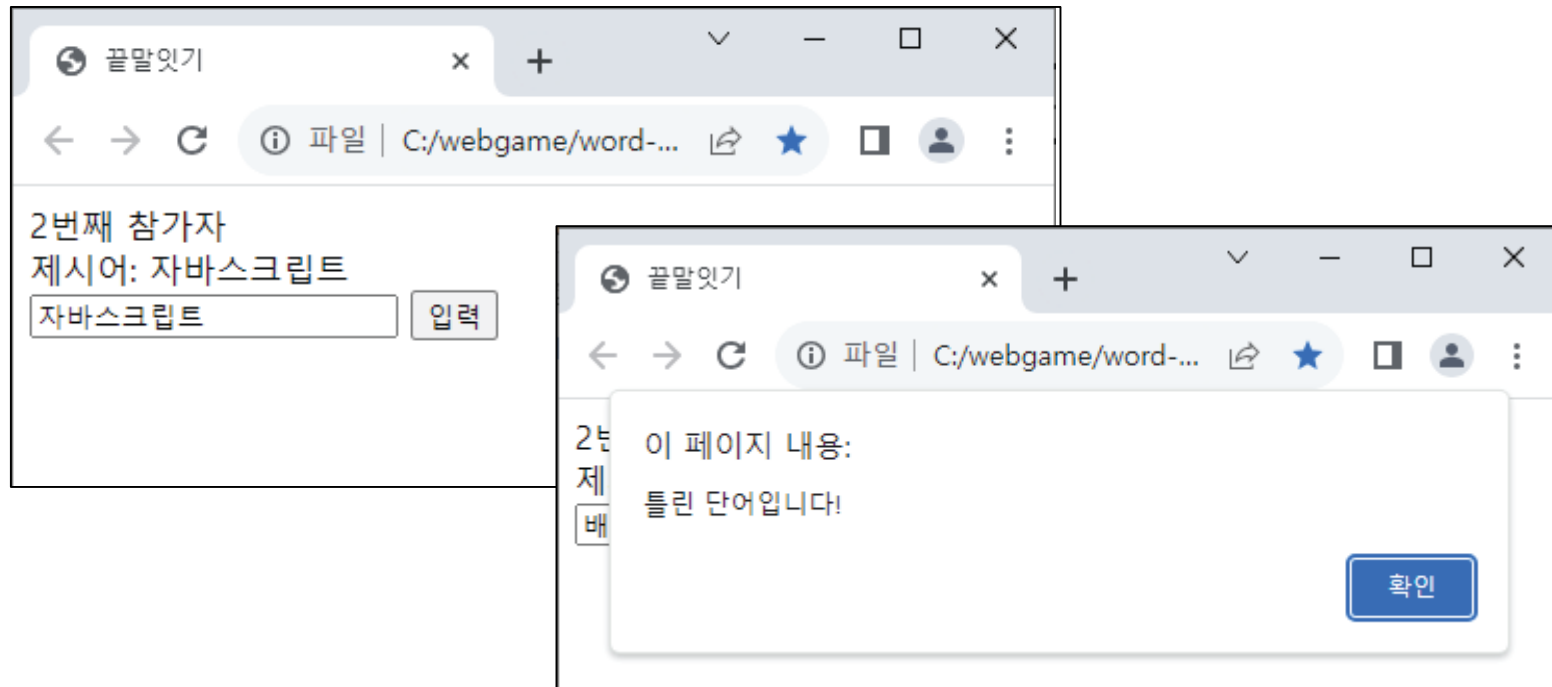 끝말잇기
파일 C:/webgame/word-...
2번째 참가자
제시어: 자바스크립트
자바스크립트 입력
끝말잇기
파일 C:/webgame/word-...
이 페이지 내용:
제
틀린 단어입니다!
배
확인